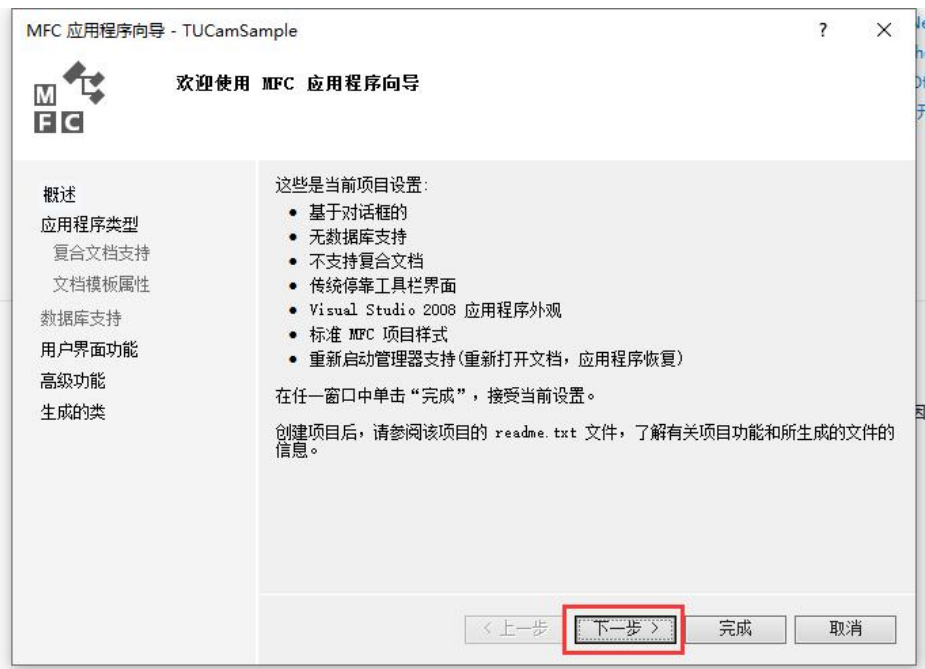 MFC 应用程序向导 - TUCamSample
? ×
M
F C
欢迎使用 MFC 应用程序向导
概述
应用程序类型
复合文档支持
文档模板属性
数据库支持
用户界面功能
高级功能
生成的类
这些是当前项目设置:
• 基于对话框的
• 无数据库支持
• 不支持复合文档
• 传统停靠工具栏界面
• Visual Studio 2008 应用程序外观
• 标准 MFC 项目样式
• 重新启动管理器支持(重新打开文档，应用程序恢复)
在任一窗口中单击“完成”，接受当前设置。
创建项目后，请参阅该项目的 readme.txt 文件，了解有关项目功能和所生成的文件的
信息。
< 上一步 下一步 > 完成 取消